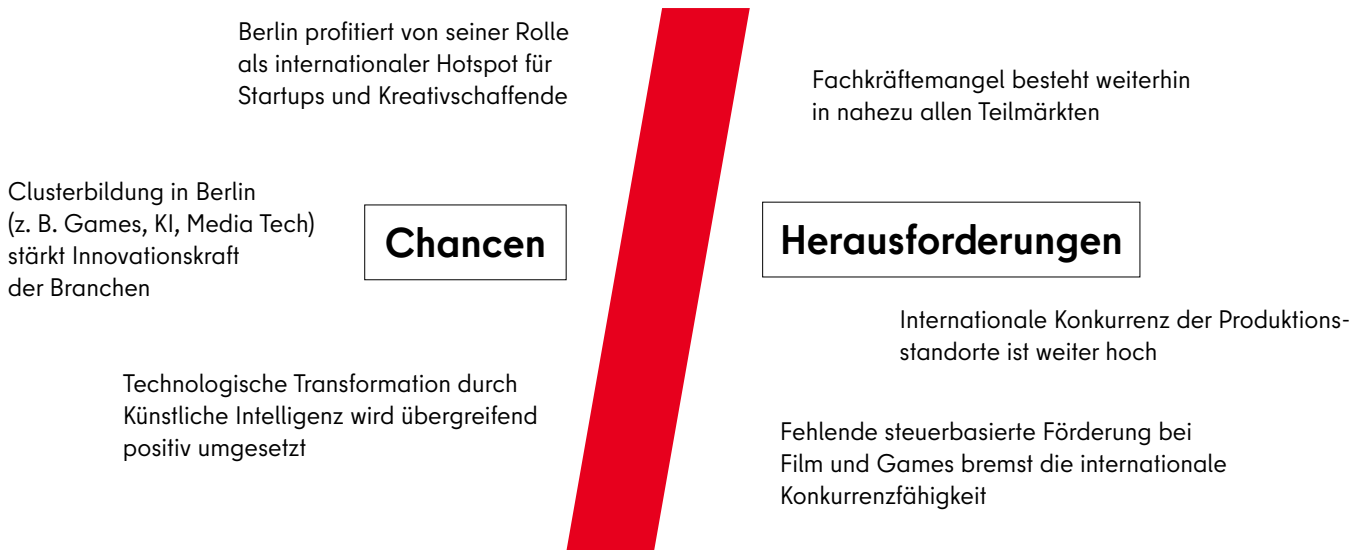 Berlin profitiert von seiner Rolle
als internationaler Hotspot für
Startups und Kreativschaffende
Clusterbildung in Berlin
(z. B. Games, KI, Media Tech)
stärkt Innovationskraft
der Branchen
Chancen
Technologische Transformation durch
Künstliche Intelligenz wird übergreifend
positiv umgesetzt
Fachkräftemangel besteht weiterhin
in nahezu allen Teilmärkten
Herausforderungen
Internationale Konkurrenz der Produktions-
standorte ist weiter hoch
Fehlende steuerbasierte Förderung bei
Film und Games bremst die internationale
Konkurrenzfähigkeit